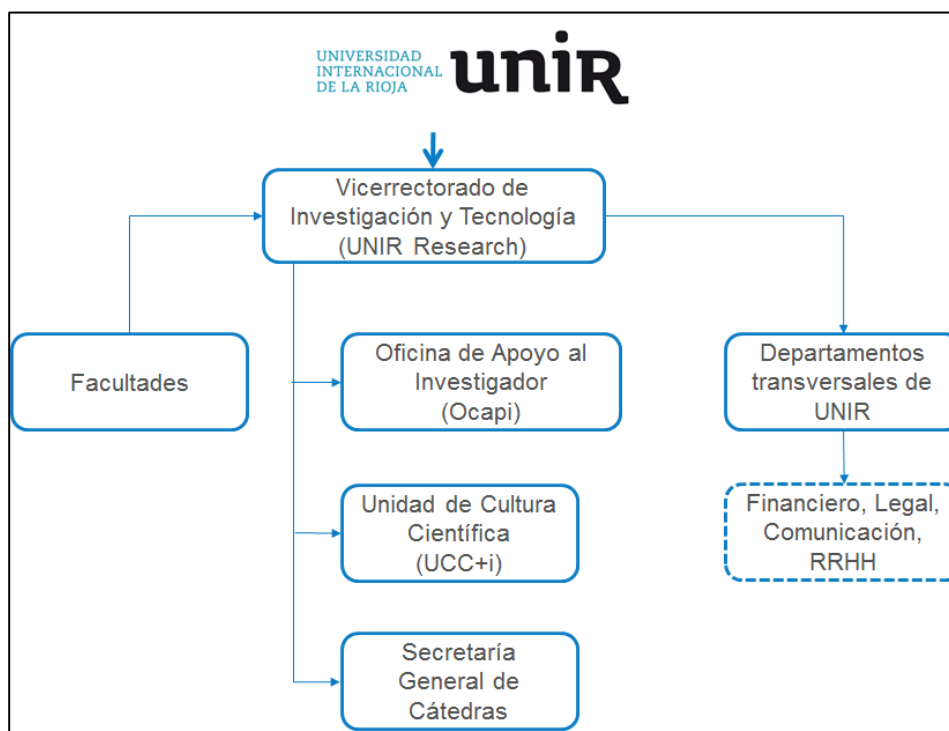 UNIVERSIDAD
INTERNACIONAL
DE LA RIOJA
uniR
Vicerrectorado de
Investigación y Tecnología
(UNIR Research)
Facultades
Oficina de Apoyo al
Investigador
(Ocapi)
Departamentos
transversales de
UNIR
Unidad de Cultura
Científica
(UCC+i)
Financiero, Legal,
Comunicación,
RRHH
Secretaría
General de
Cátedras